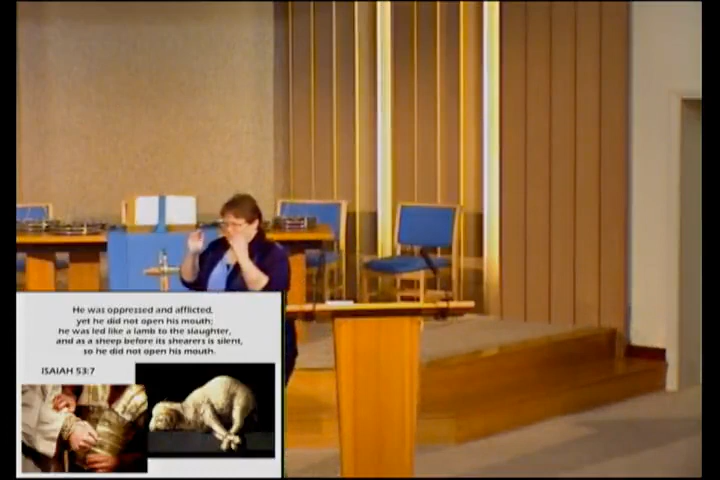 He was oppressed and afflicted,
yet he did not open his mouth;
he was led like a lamb to the slaughter,
and as a sheep before its shearers is silent,
so he did not open his mouth.
ISAIAH 53:7